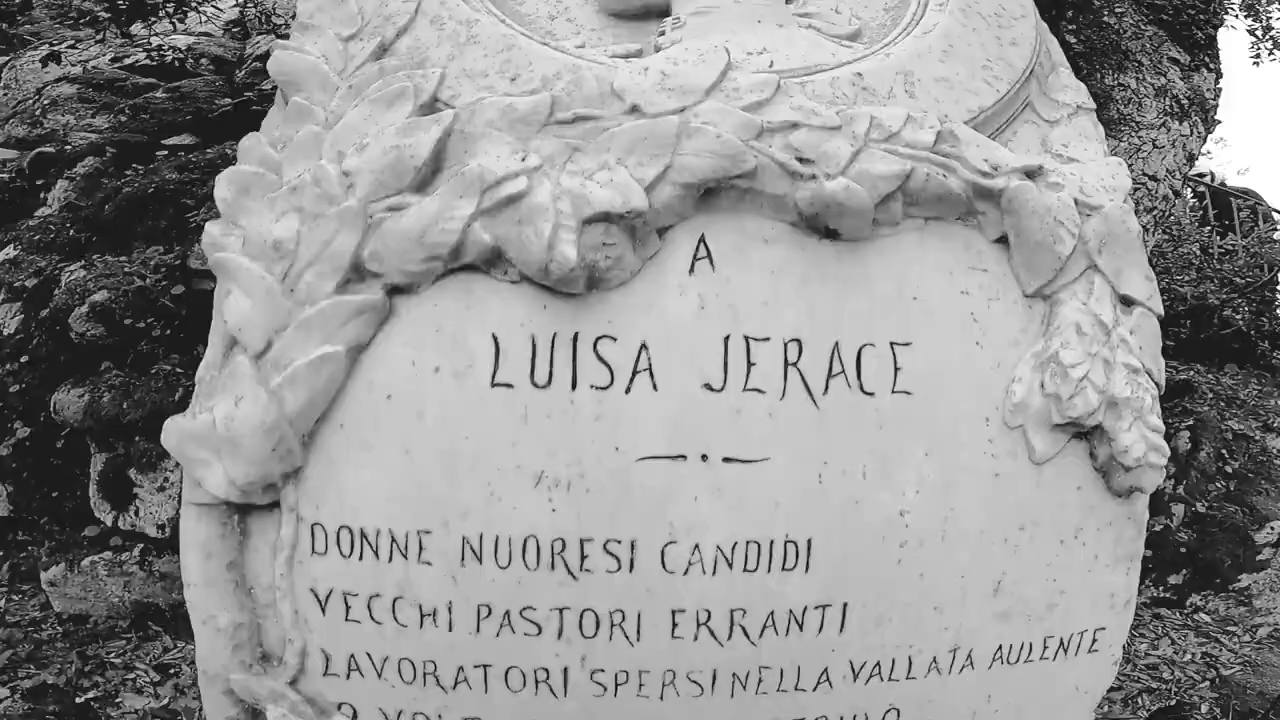 A
LUISA JERACE
DONNE NUORESI CANDIDI
VECCHI PASTORI ERRANTI
LAVORATORI SPERSI NELLA VALLATA AULENTE